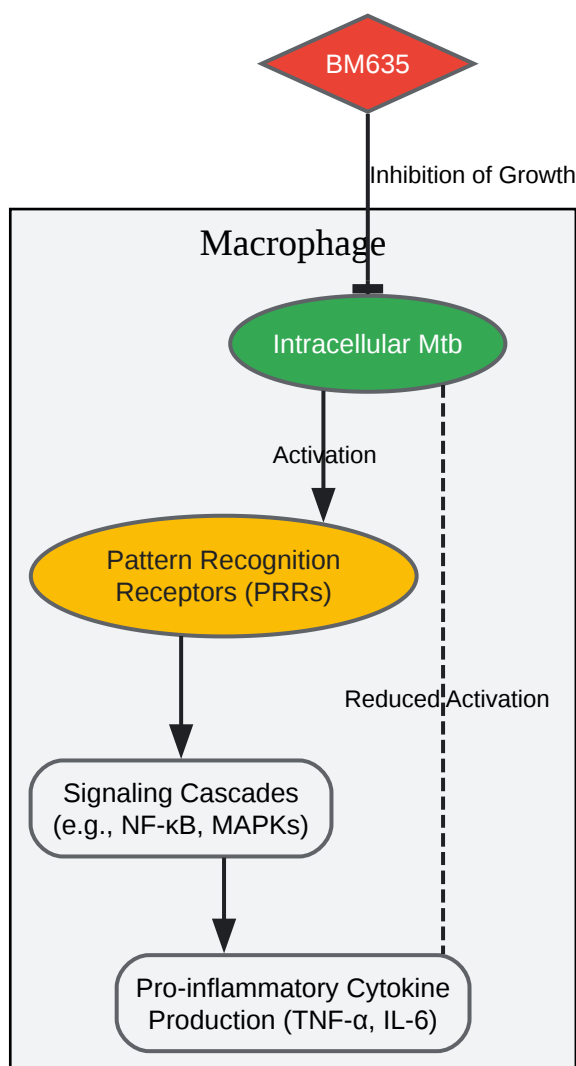 BM635
Inhibition of Growth
Macrophage
Intracellular Mtb
Activation
Pattern Recognition
Receptors (PRRs)
Reduced Activation
Signaling Cascades
(e.g., NF-κB, MAPKs)
Pro-inflammatory Cytokine
Production (TNF-α, IL-6)